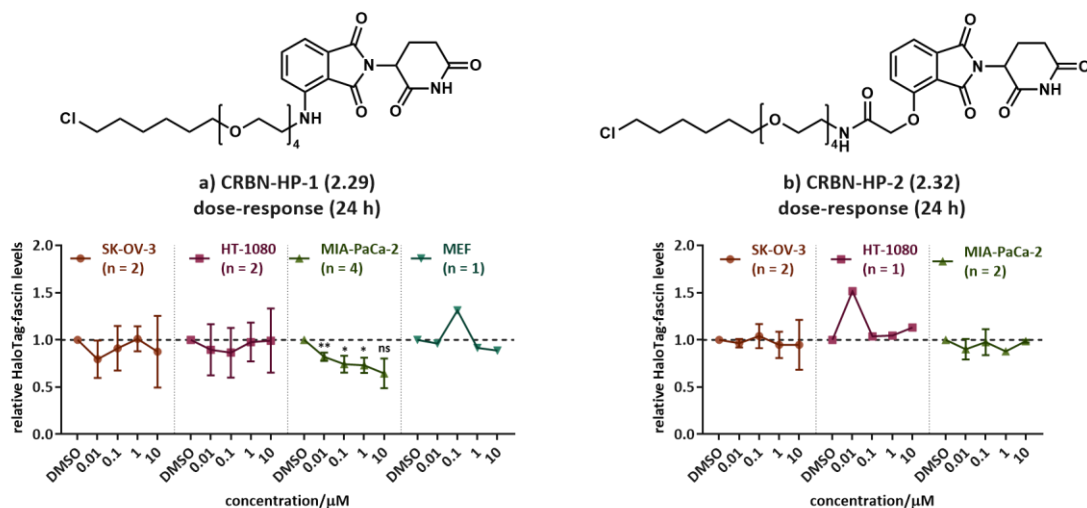 Cl
O
4
NH
O
N
O
O
NH
O
Cl
O
4
N
H
O
O
O
N
O
O
NH
O
a) CRBN-HP-1 (2.29)
dose-response (24 h)
b) CRBN-HP-2 (2.32)
dose-response (24 h)
relative HaloTag-fascin levels
2.0
1.5
1.0
0.5
0.0
SK-OV-3
(n = 2)
HT-1080
(n = 2)
MIA-PaCa-2
(n = 4)
MEF
(n = 1)
** * * ns
DMSO 0.01 0.1 1 10 DMSO 0.01 0.1 1 10 DMSO 0.01 0.1 1 10 DMSO 0.01 0.1 1 10
concentration/μM
relative HaloTag-fascin levels
2.0
1.5
1.0
0.5
0.0
SK-OV-3
(n = 2)
HT-1080
(n = 1)
MIA-PaCa-2
(n = 2)
DMSO 0.01 0.1 1 10 DMSO 0.01 0.1 1 10 DMSO 0.01 0.1 1 10
concentration/μM